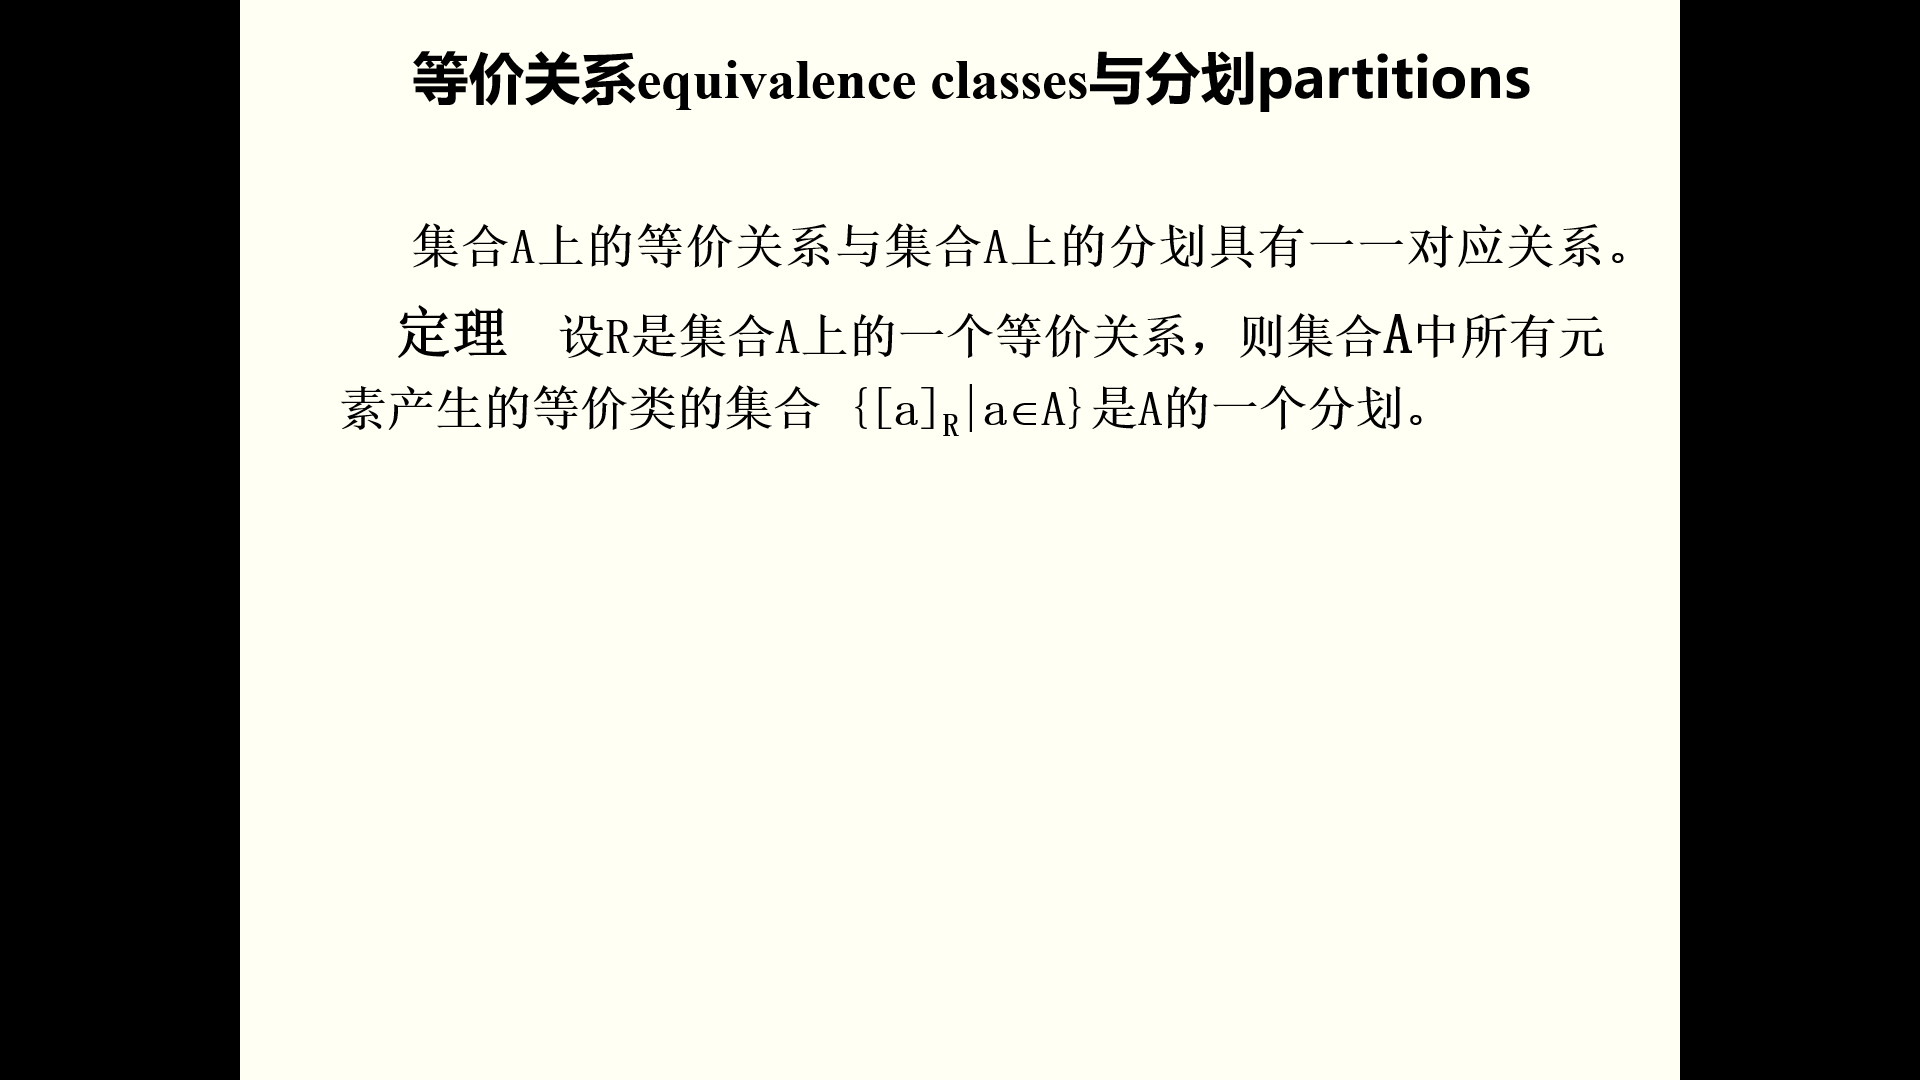 等价关系equivalence classes与分划partitions
集合A上的等价关系与集合A上的分划具有一一对应关系。
定理 设R是集合A上的一个等价关系，则集合A中所有元
素产生的等价类的集合 {[a]R|a∈A}是A的一个分划。